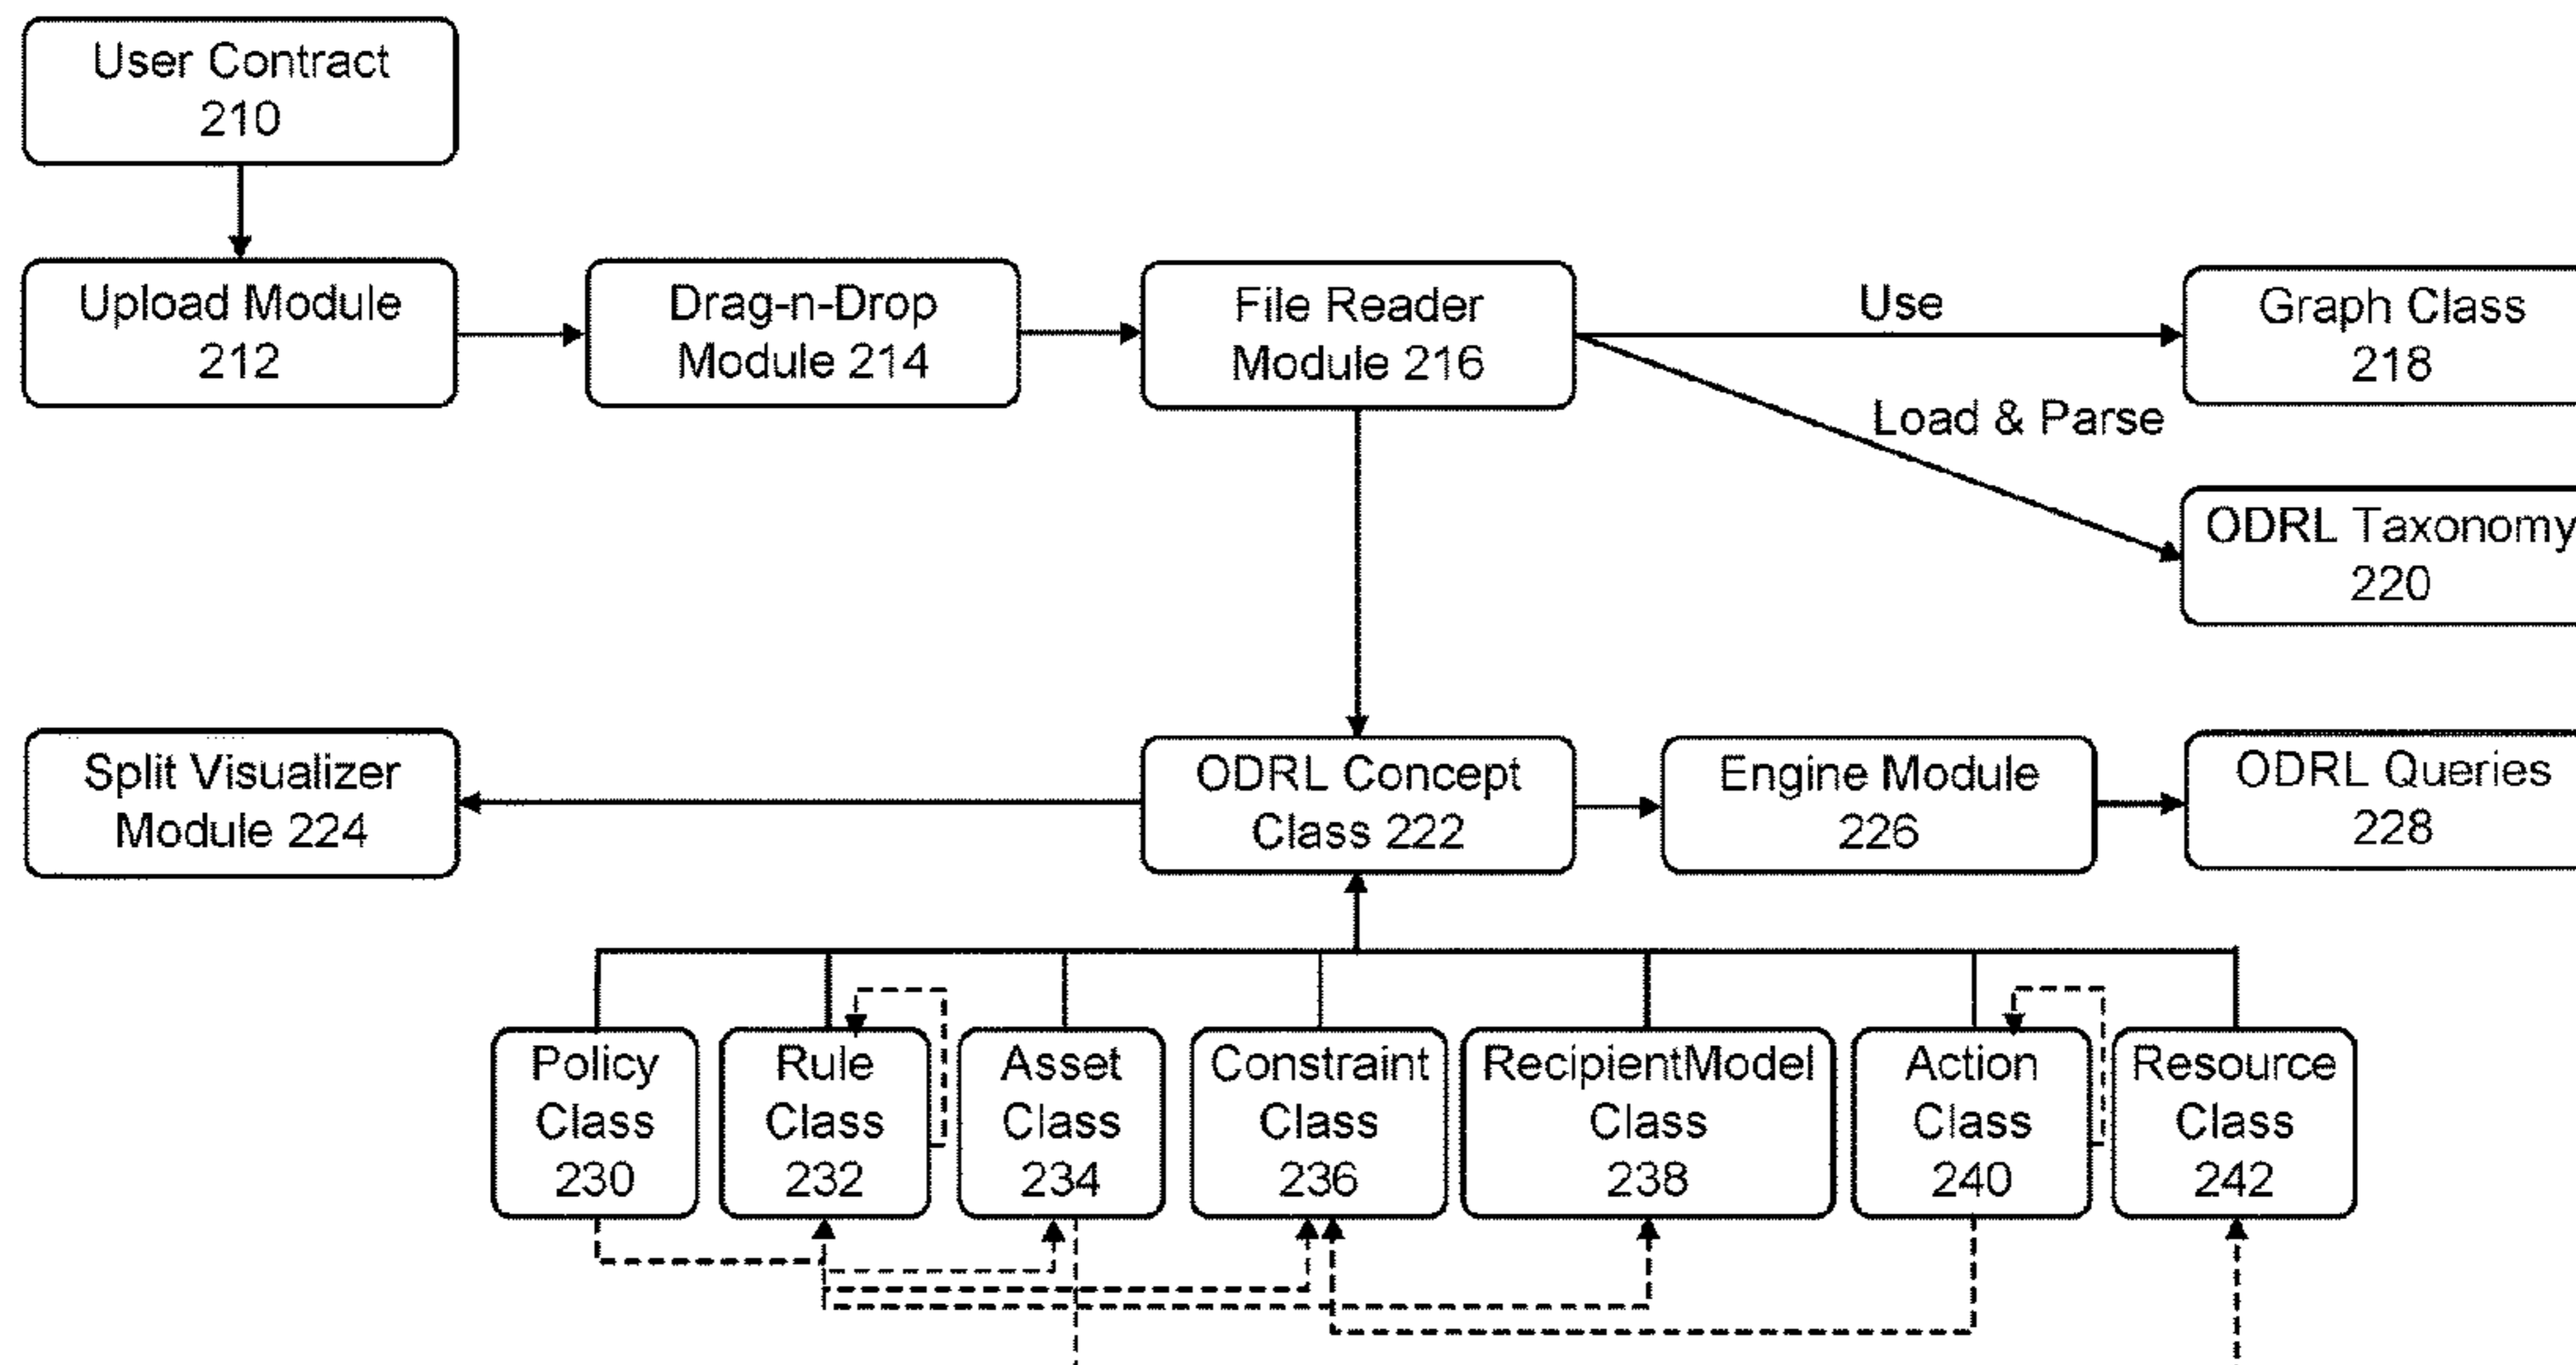 User Contract
210
Upload Module
212
Drag-n-Drop
Module 214
File Reader
Module 216
Use
Graph Class
218
Load & Parse
ODRL Taxonomy
220
Split Visualizer
Module 224
ODRL Concept
Class 222
Engine Module
226
ODRL Queries
228
Policy
Class
230
Rule
Class
232
Asset
Class
234
Constraint
Class
236
RecipientModel
Class
238
Action
Class
240
Resource
Class
242